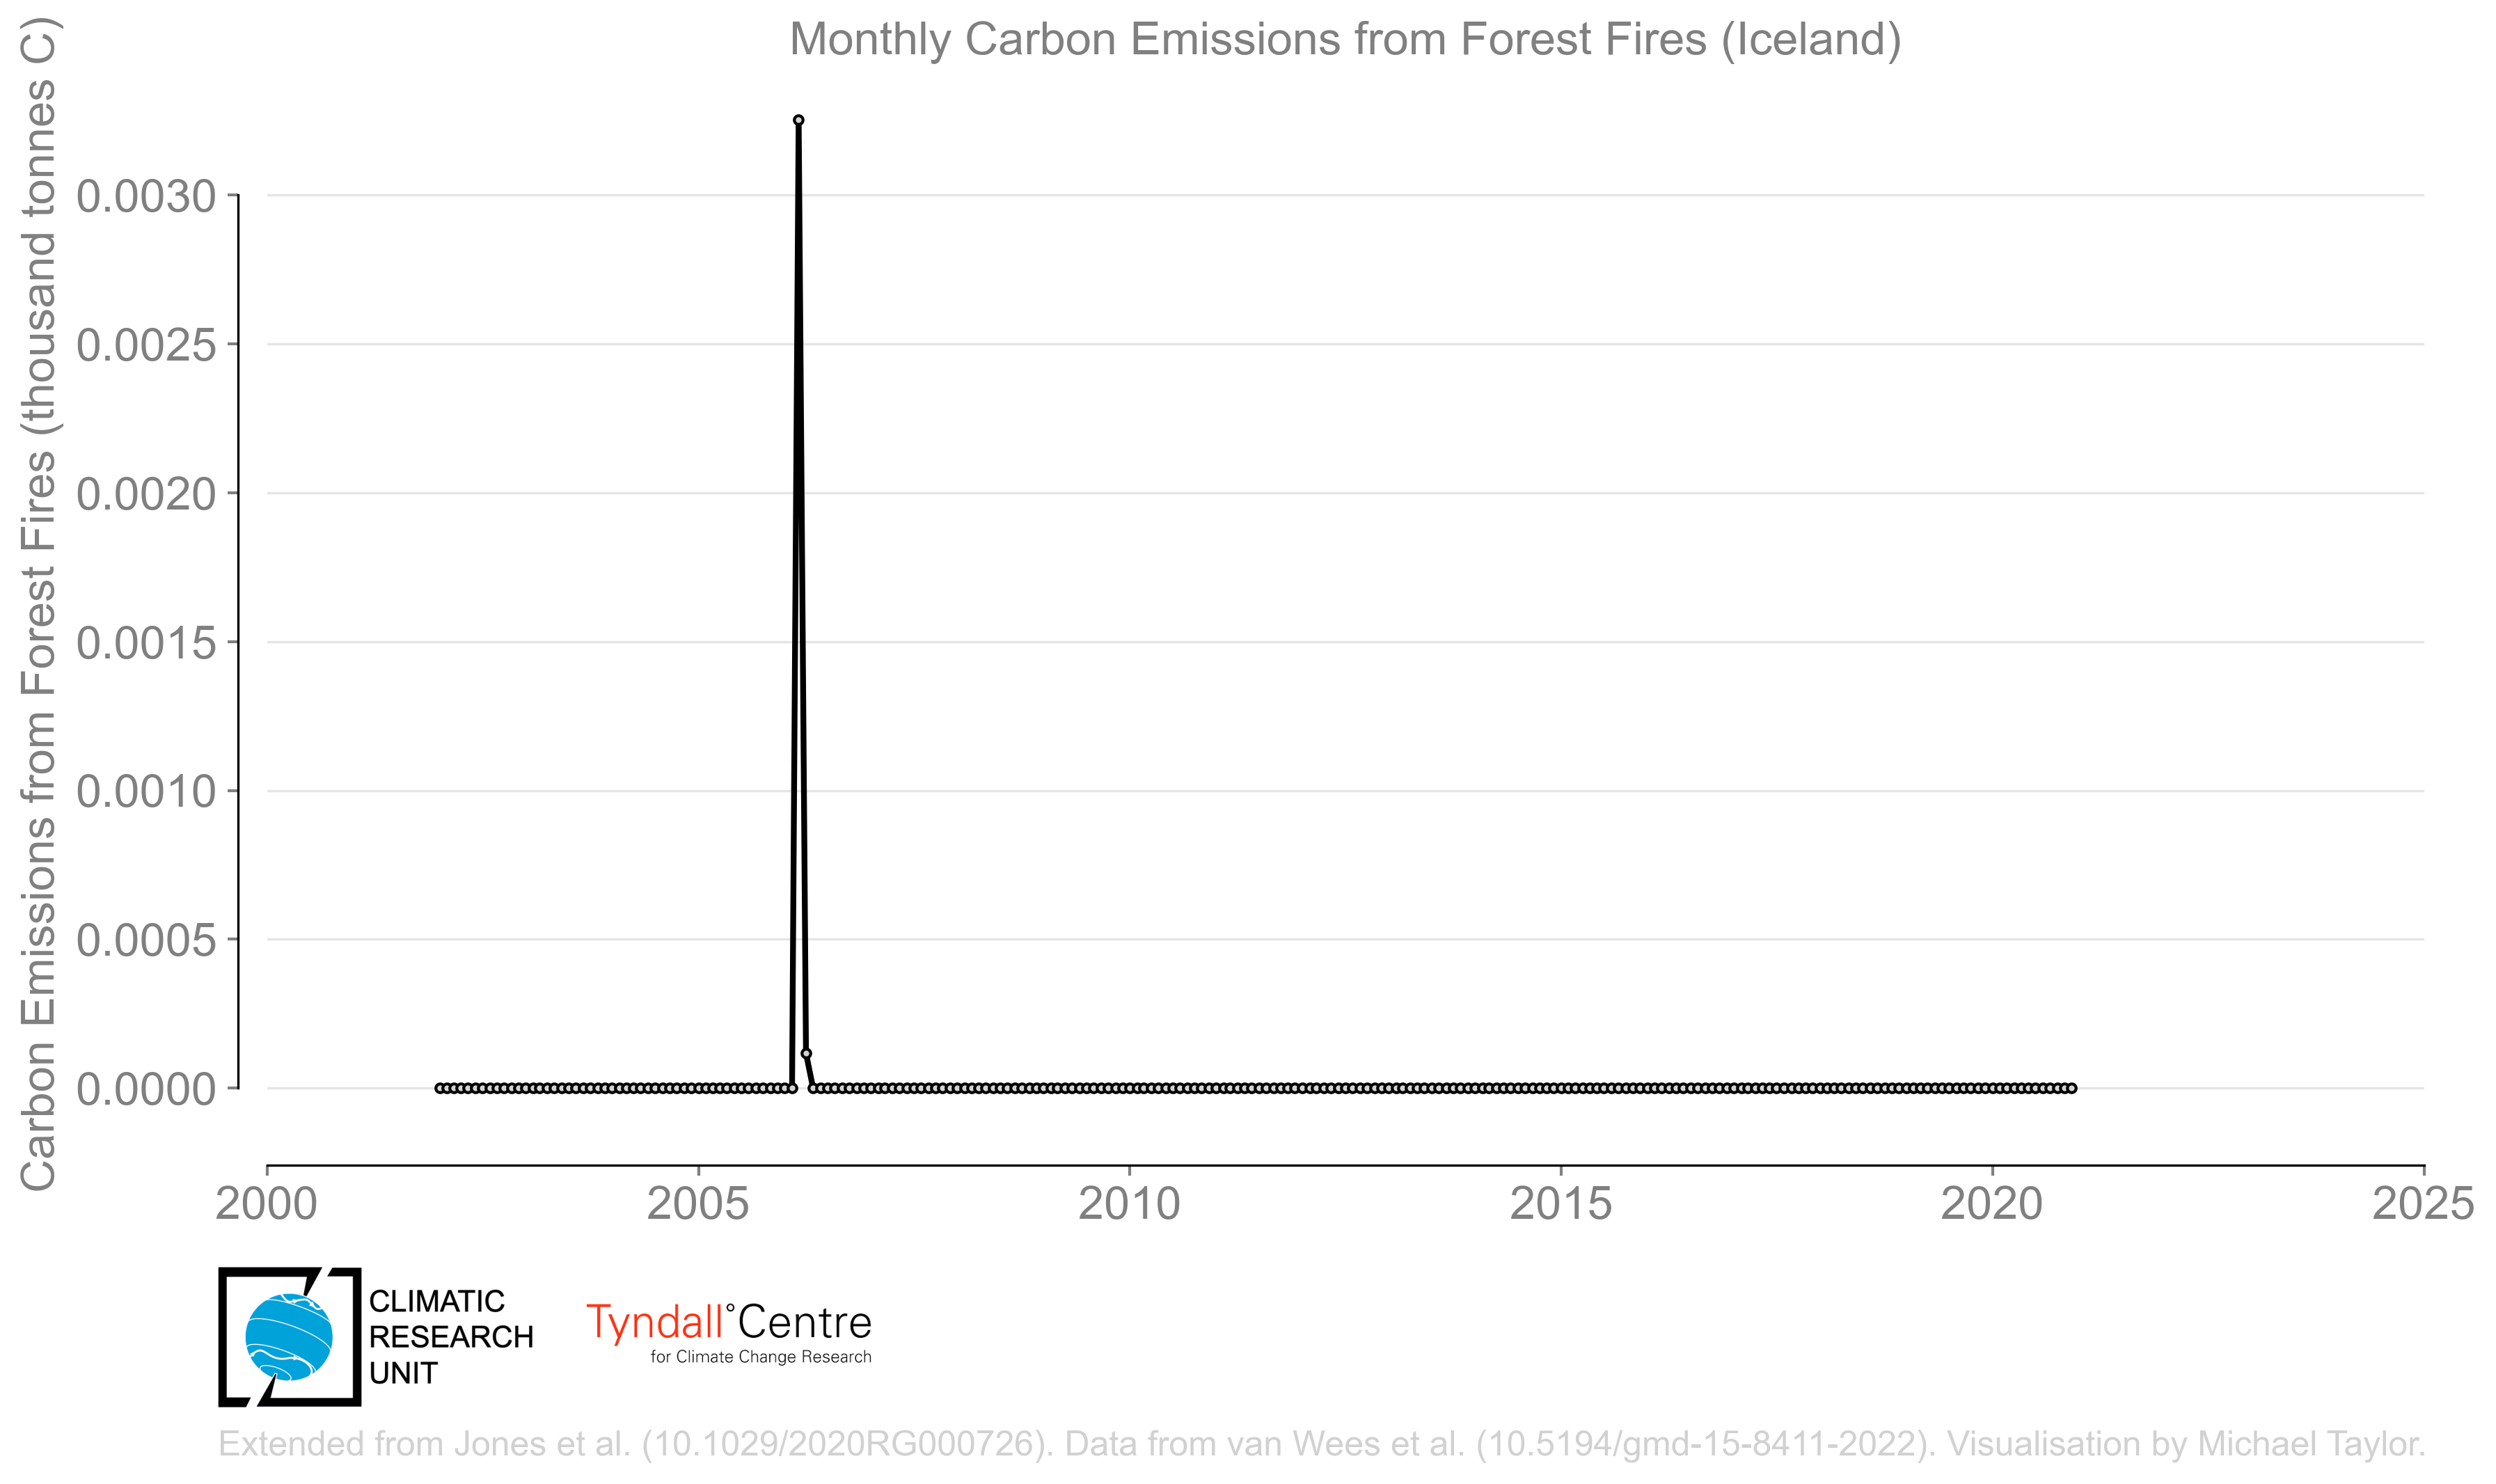 Monthly Carbon Emissions from Forest Fires (Iceland)
Carbon Emissions from Forest Fires (thousand tonnes C)
0.0030
0.0025
0.0020
0.0015
0.0010
0.0005
0.0000
2000 2005 2010 2015 2020 2025
CLIMATIC
RESEARCH
UNIT
Tyndall°Centre
for Climate Change Research
Extended from Jones et al. (10.1029/2020RG000726). Data from van Wees et al. (10.5194/gmd-15-8411-2022). Visualisation by Michael Taylor.